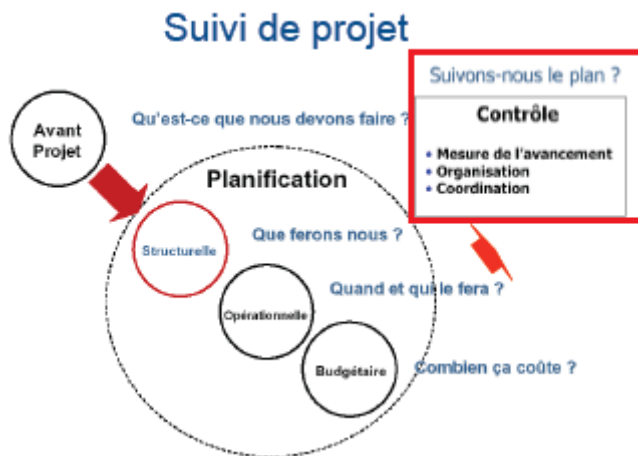 Suivi de projet
Suivons-nous le plan ?
Contrôle
• Mesure de l'avancement
• Organisation
• Coordination
Avant
Projet
Qu'est-ce que nous devons faire ?
Planification
Structurelle
Que ferons nous ?
Opérationnelle
Quand et qui le fera ?
Budgétaire
Combien ça coûte ?